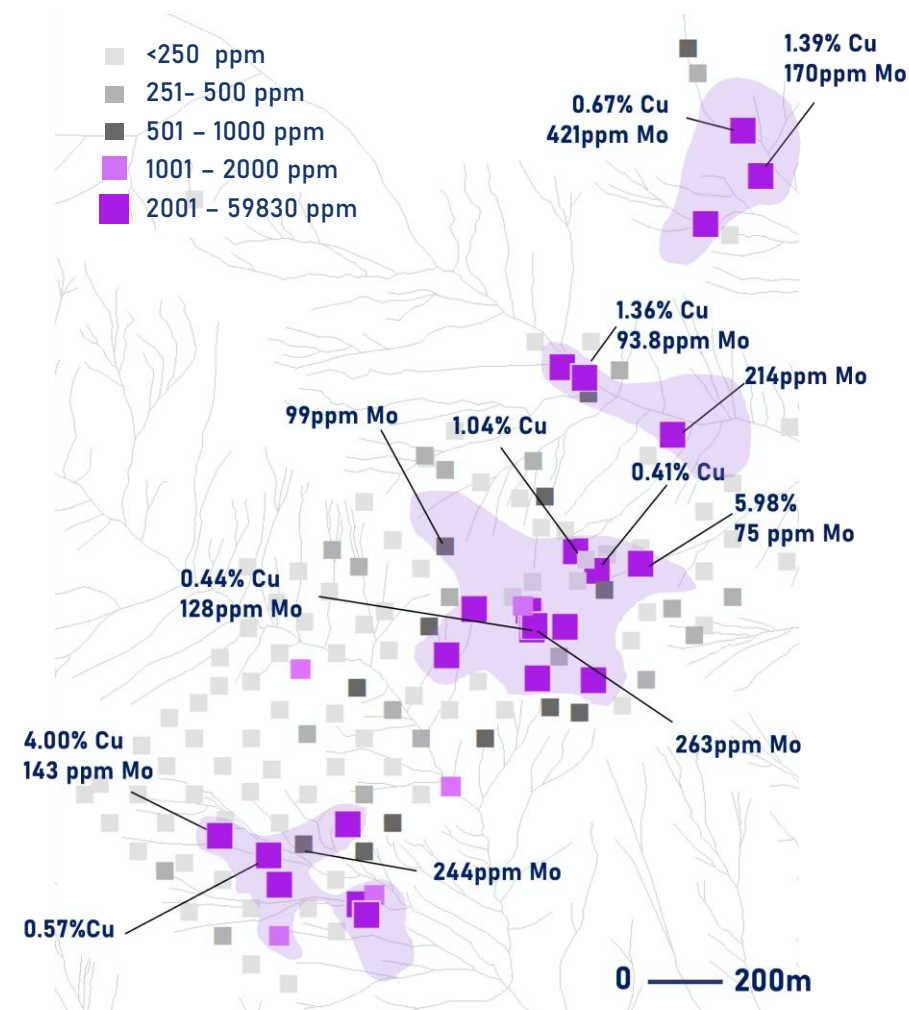 <250 ppm
251- 500 ppm
501 - 1000 ppm
1001 - 2000 ppm
2001 - 59830 ppm
1.39% Cu
170ppm Mo
0.67% Cu
421ppm Mo
1.36% Cu
93.8ppm Mo
214ppm Mo
99ppm Mo
1.04% Cu
0.41% Cu
5.98%
75 ppm Mo
0.44% Cu
128ppm Mo
263ppm Mo
4.00% Cu
143 ppm Mo
244ppm Mo
0.57%Cu
0 200m